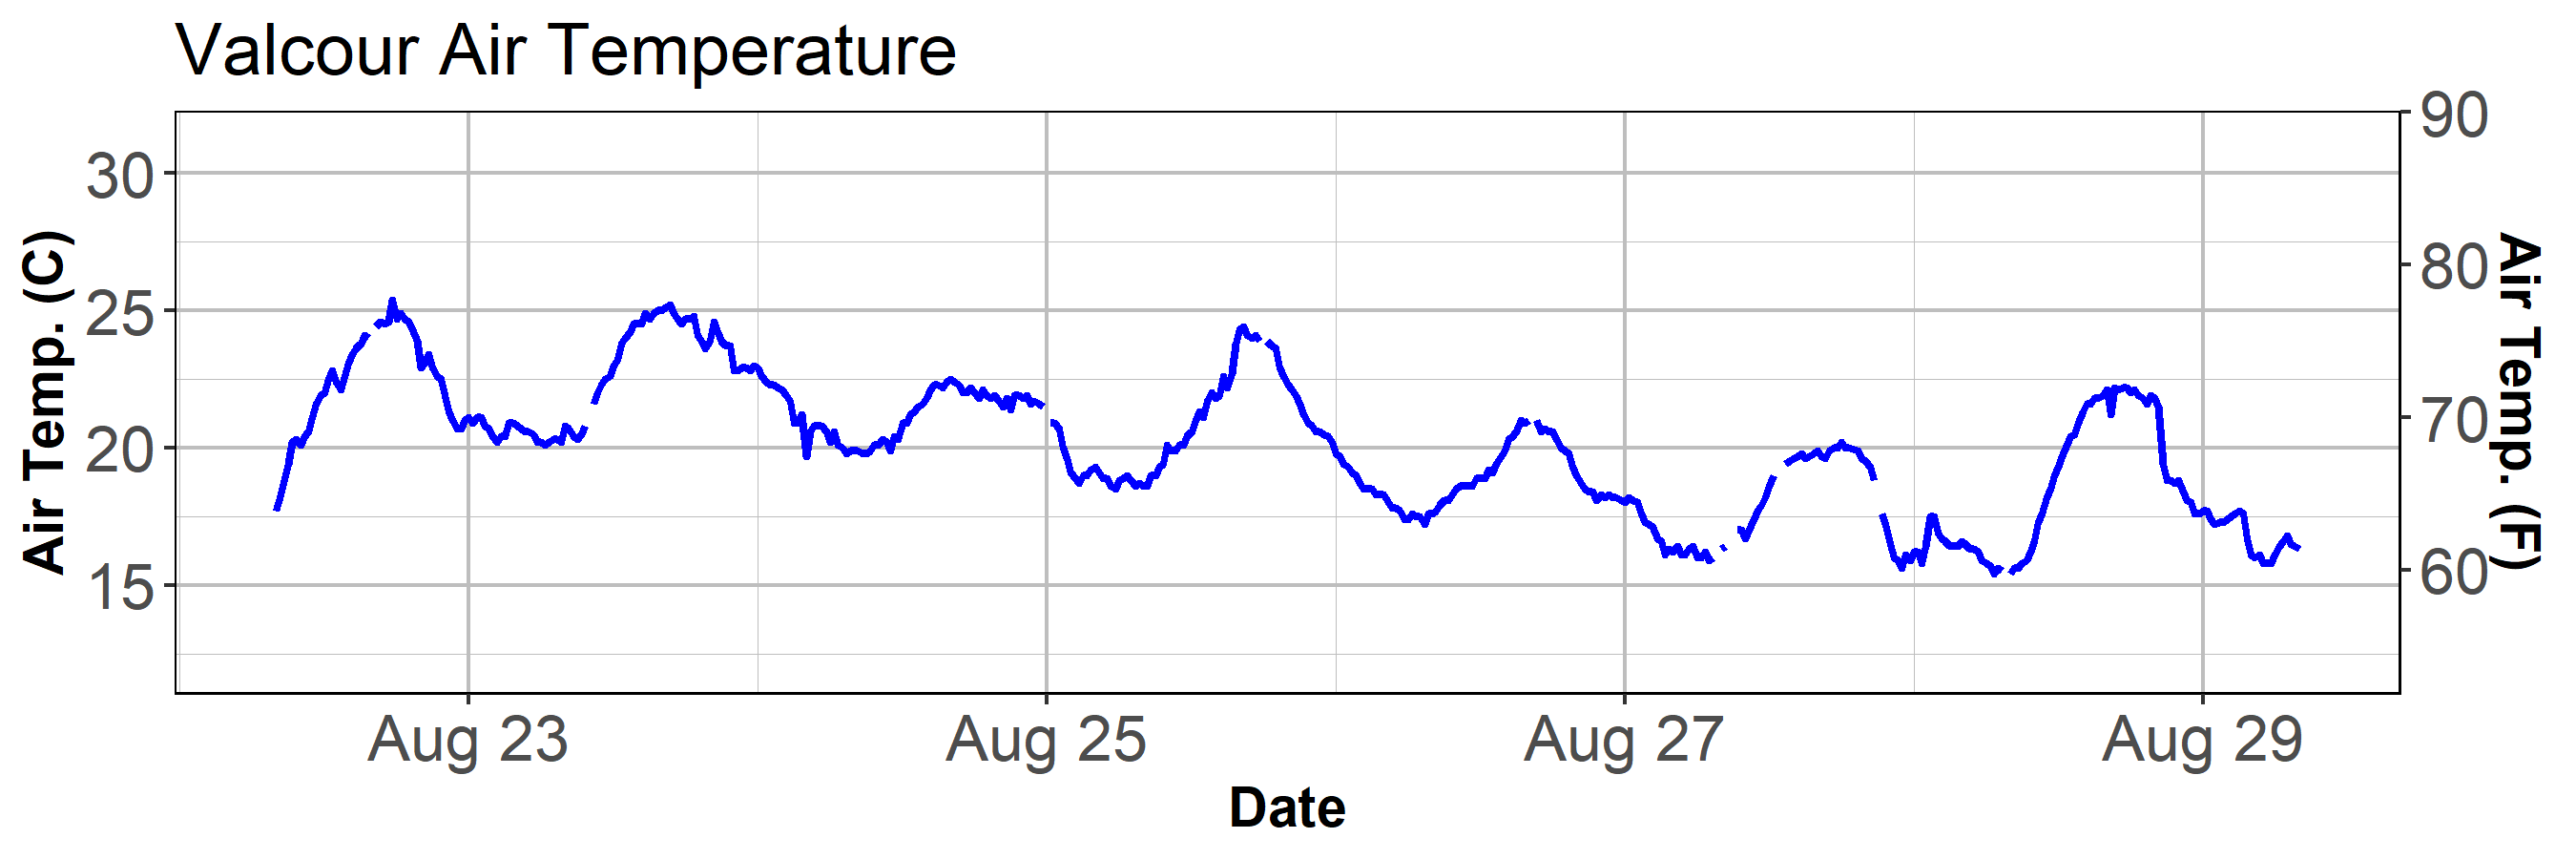 Valcour Air Temperature
Air Temp. (C)
30
25
20
15
90
80
70
60
Air Temp. (F)
Aug 23 Aug 25 Aug 27 Aug 29
Date